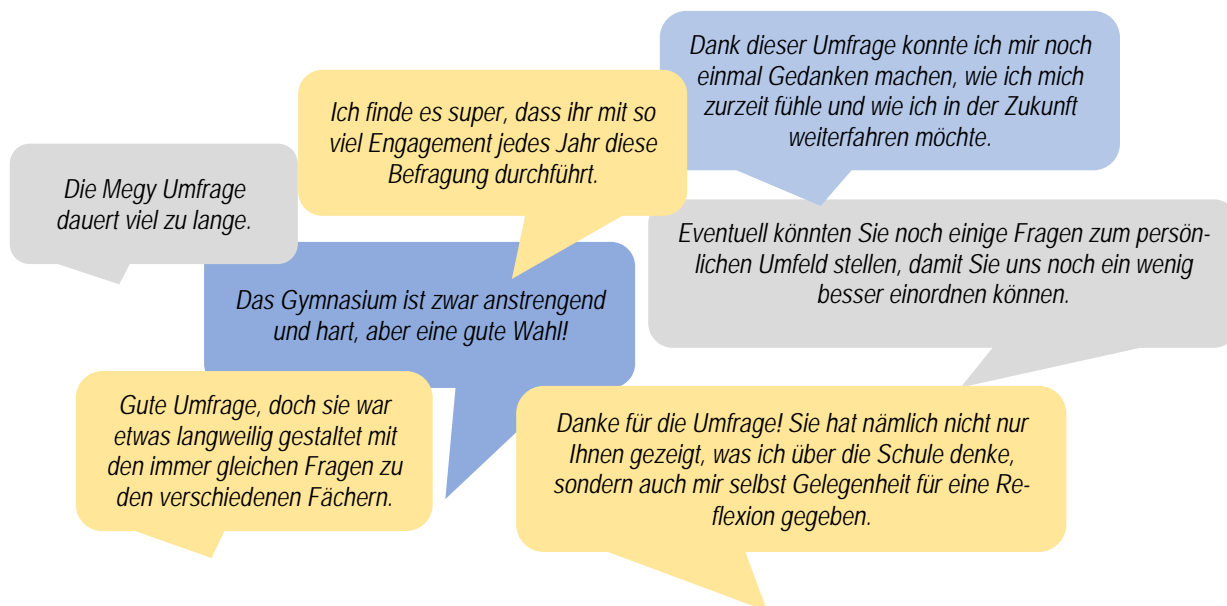 Dank dieser Umfrage konnte ich mir noch
einmal Gedanken machen, wie ich mich
zurzeit fühle und wie ich in der Zukunft
weiterfahren möchte.
Ich finde es super, dass ihr mit so
viel Engagement jedes Jahr diese
Befragung durchführt.
Die Megy Umfrage
dauert viel zu lange.
Eventuell könnten Sie noch einige Fragen zum persön-
lichen Umfeld stellen, damit Sie uns noch ein wenig
besser einordnen können.
Das Gymnasium ist zwar anstrengend
und hart, aber eine gute Wahl!
Gute Umfrage, doch sie war
etwas langweilig gestaltet mit
den immer gleichen Fragen zu
den verschiedenen Fächern.
Danke für die Umfrage! Sie hat nämlich nicht nur
Ihnen gezeigt, was ich über die Schule denke,
sondern auch mir selbst Gelegenheit für eine Re-
flexion gegeben.